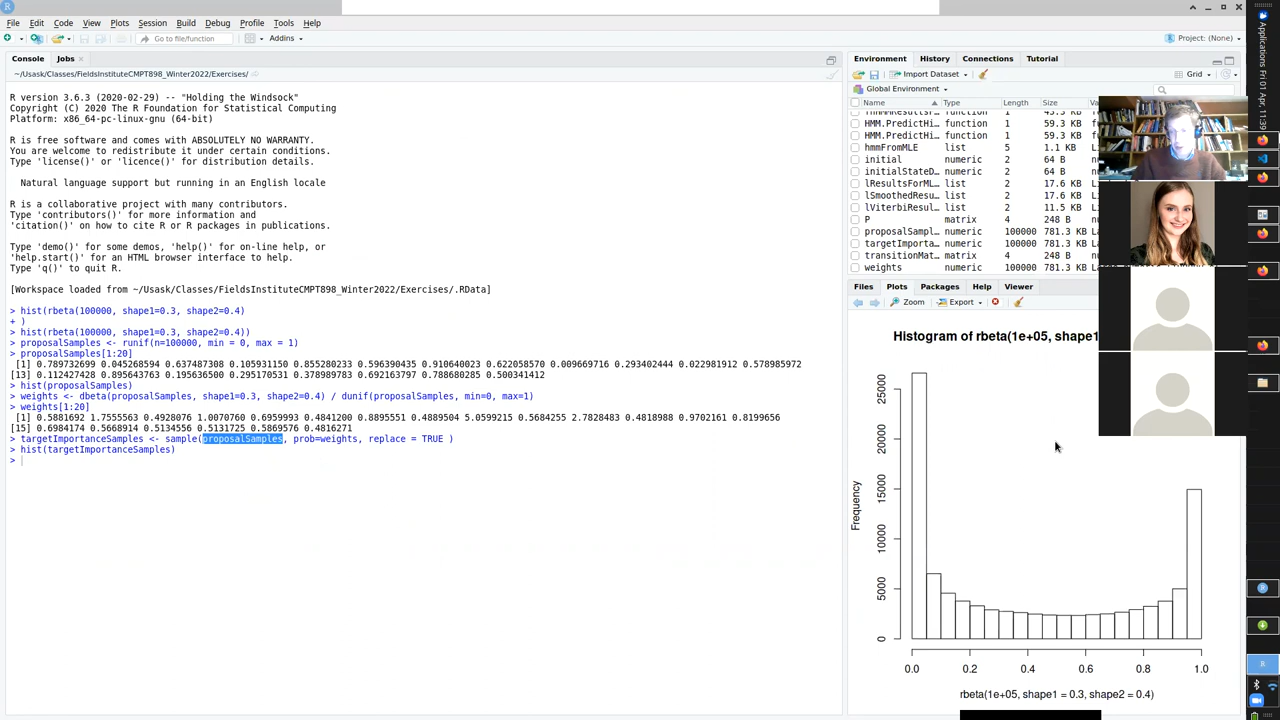 File Edit Code View Plots Session Build Debug Profile Tools Help
Go to file/function Addins Project: (None)
Console Jobs
~/Usask/Classes/FieldsInstituteCMPT898_Winter2022/Exercises/
R version 3.6.3 (2020-02-29) -- "Holding the Windsock"
Copyright (C) 2020 The R Foundation for Statistical Computing
Platform: x86_64-pc-linux-gnu (64-bit)
R is free software and comes with ABSOLUTELY NO WARRANTY.
You are welcome to redistribute it under certain conditions.
Type 'license()' or 'licence()' for distribution details.
Natural language support but running in an English locale
R is a collaborative project with many contributors.
Type 'contributors()' for more information and
'citation()' on how to cite R or R packages in publications.
Type 'demo()' for some demos, 'help()' for on-line help, or
'help.start()' for an HTML browser interface to help.
Type 'q()' to quit R.
[Workspace loaded from ~/Usask/Classes/FieldsInstituteCMPT898_Winter2022/Exercises/.RData]
> hist(rbeta(100000, shape1=0.3, shape2=0.4)
+ )
> hist(rbeta(100000, shape1=0.3, shape2=0.4))
> proposalSamples <- runif(n=100000, min = 0, max = 1)
> proposalSamples[1:20]
[1] 0.789732699 0.045268594 0.637487308 0.105931150 0.855280233 0.596390435 0.910640023 0.622058570 0.009669716 0.293402444 0.022981912 0.578985972
[13] 0.112427428 0.195636500 0.295170531 0.378989783 0.692163797 0.788680285 0.500341412
> hist(proposalSamples)
> weights <- dbeta(proposalSamples, shape1=0.3, shape2=0.4) / dunif(proposalSamples, min=0, max=1)
> weights[1:20]
[1] 0.5881692 1.7555563 0.4928076 1.0070760 0.6959993 0.4841200 0.8895551 0.4889504 5.0599215 0.5684255 2.7828483 0.4818988 0.9702161 0.8199656
[15] 0.6984174 0.5668914 0.5134556 0.5131725 0.5869576 0.4816271
> targetImportanceSamples <- sample(proposalSamples, prob=weights, replace = TRUE )
> hist(targetImportanceSamples)
>
Environment History Connections Tutorial
Import Dataset Grid
Global Environment
Name Type Length Size
HMM.PredictHi… function 1 59.3 KB
HMM.PredictHi… function 1 59.3 KB
hmmFromMLE list 5 1.1 KB
initial numeric 2 64 B
initialStateD… numeric 2 64 B
lResultsForML… list 2 17.6 KB
lSmoothedResu… list 2 17.6 KB
lViterbiResul… list 2 11.5 KB
P matrix 4 248 B
proposalSampl… numeric 100000 781.3 KB
targetImporta… numeric 100000 781.3 KB
transitionMat… matrix 4 248 B
weights numeric 100000 781.3 KB
Files Plots Packages Help Viewer
Zoom Export
Histogram of rbeta(1e+05, shape1
Frequency
25000
20000
15000
10000
5000
0
0.0 0.2 0.4 0.6 0.8 1.0
rbeta(1e+05, shape1 = 0.3, shape2 = 0.4)
Applications Fri 01 Apr, 11:39